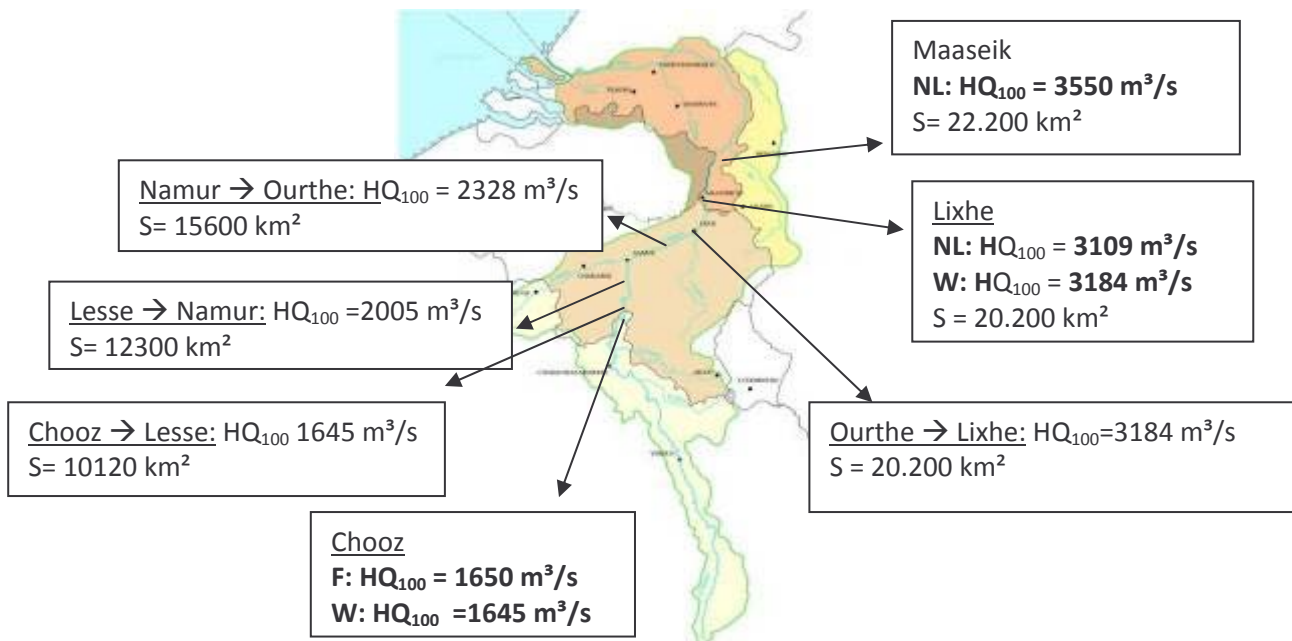 Maaseik
NL: HQ₁₀₀ = 3550 m³/s
S= 22.200 km²
Namur → Ourthe: HQ₁₀₀ = 2328 m³/s
S= 15600 km²
Lixhe
NL: HQ₁₀₀ = 3109 m³/s
W: HQ₁₀₀ = 3184 m³/s
S = 20.200 km²
Lesse → Namur: HQ₁₀₀ =2005 m³/s
S= 12300 km²
Chooz → Lesse: HQ₁₀₀ 1645 m³/s
S= 10120 km²
Ourthe → Lixhe: HQ₁₀₀=3184 m³/s
S = 20.200 km²
Chooz
F: HQ₁₀₀ = 1650 m³/s
W: HQ₁₀₀ =1645 m³/s